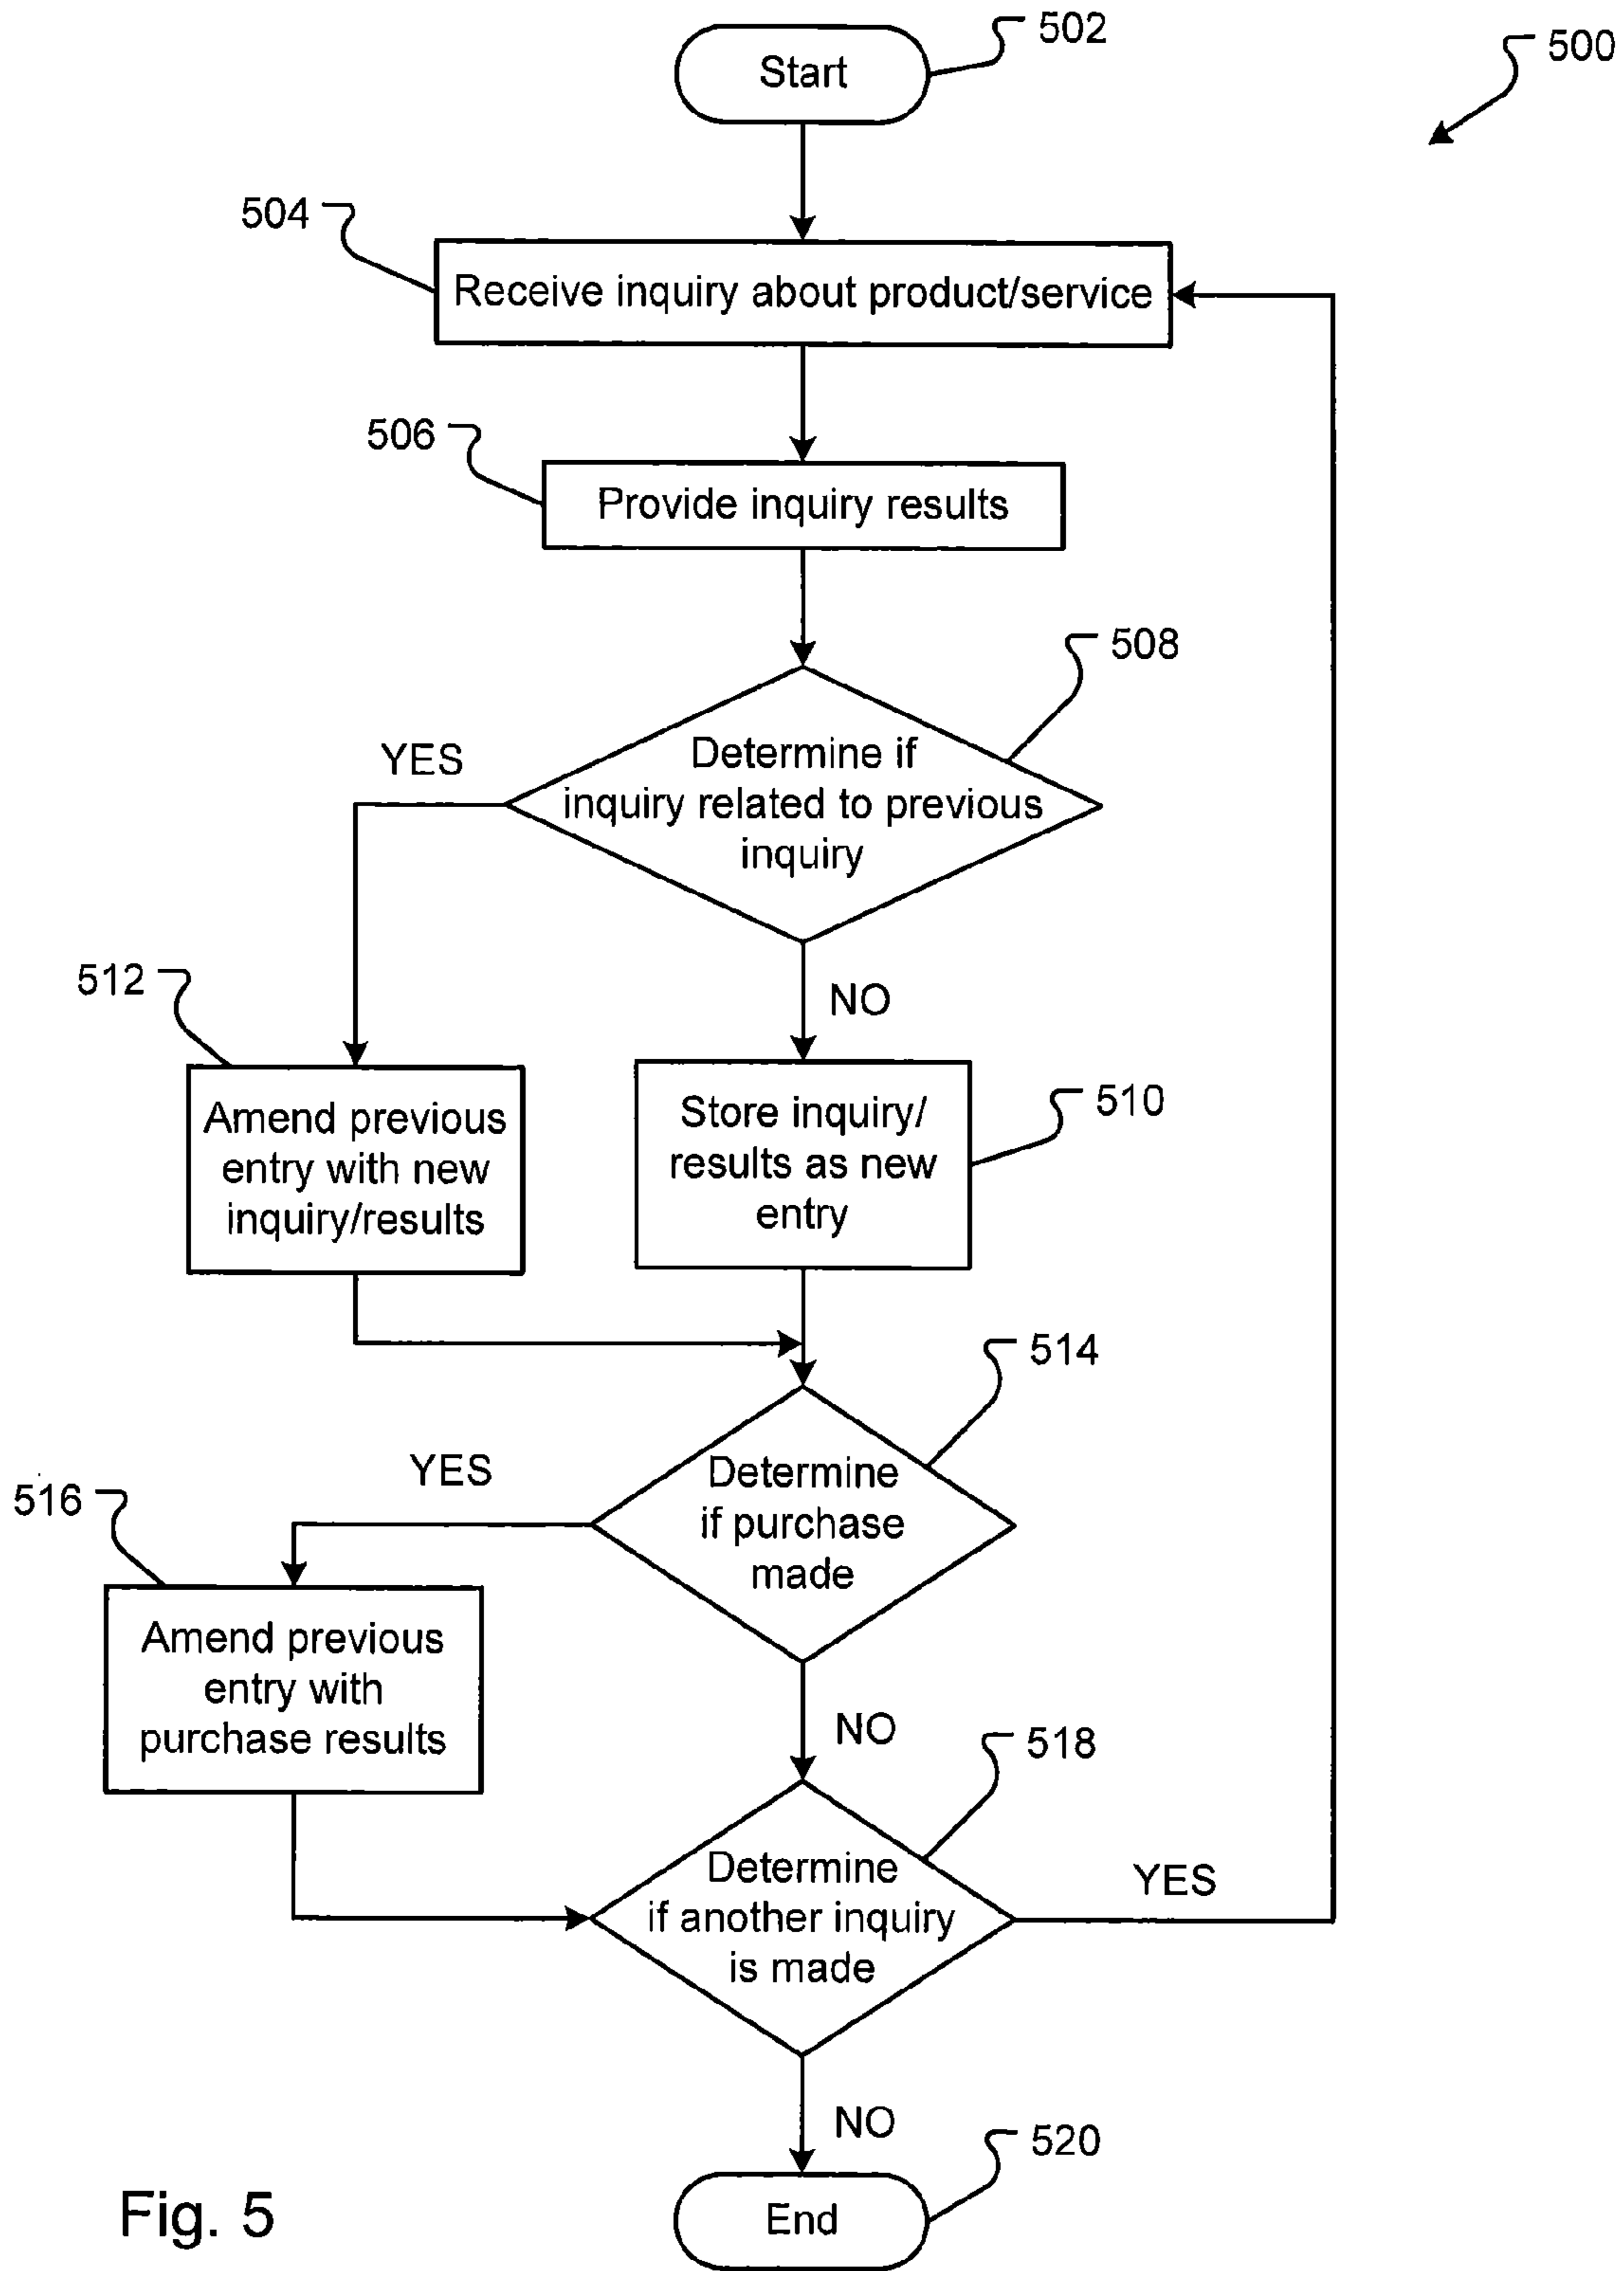 502
500
Start
504
Receive inquiry about product/service
506
Provide inquiry results
508
YES
Determine if
inquiry related to previous
inquiry
512
NO
Amend previous
entry with new
inquiry/results
Store inquiry/
results as new
entry
510
514
YES
Determine
if purchase
made
516
Amend previous
entry with
purchase results
NO
518
Determine
if another inquiry
is made
YES
NO
520
End
Fig. 5